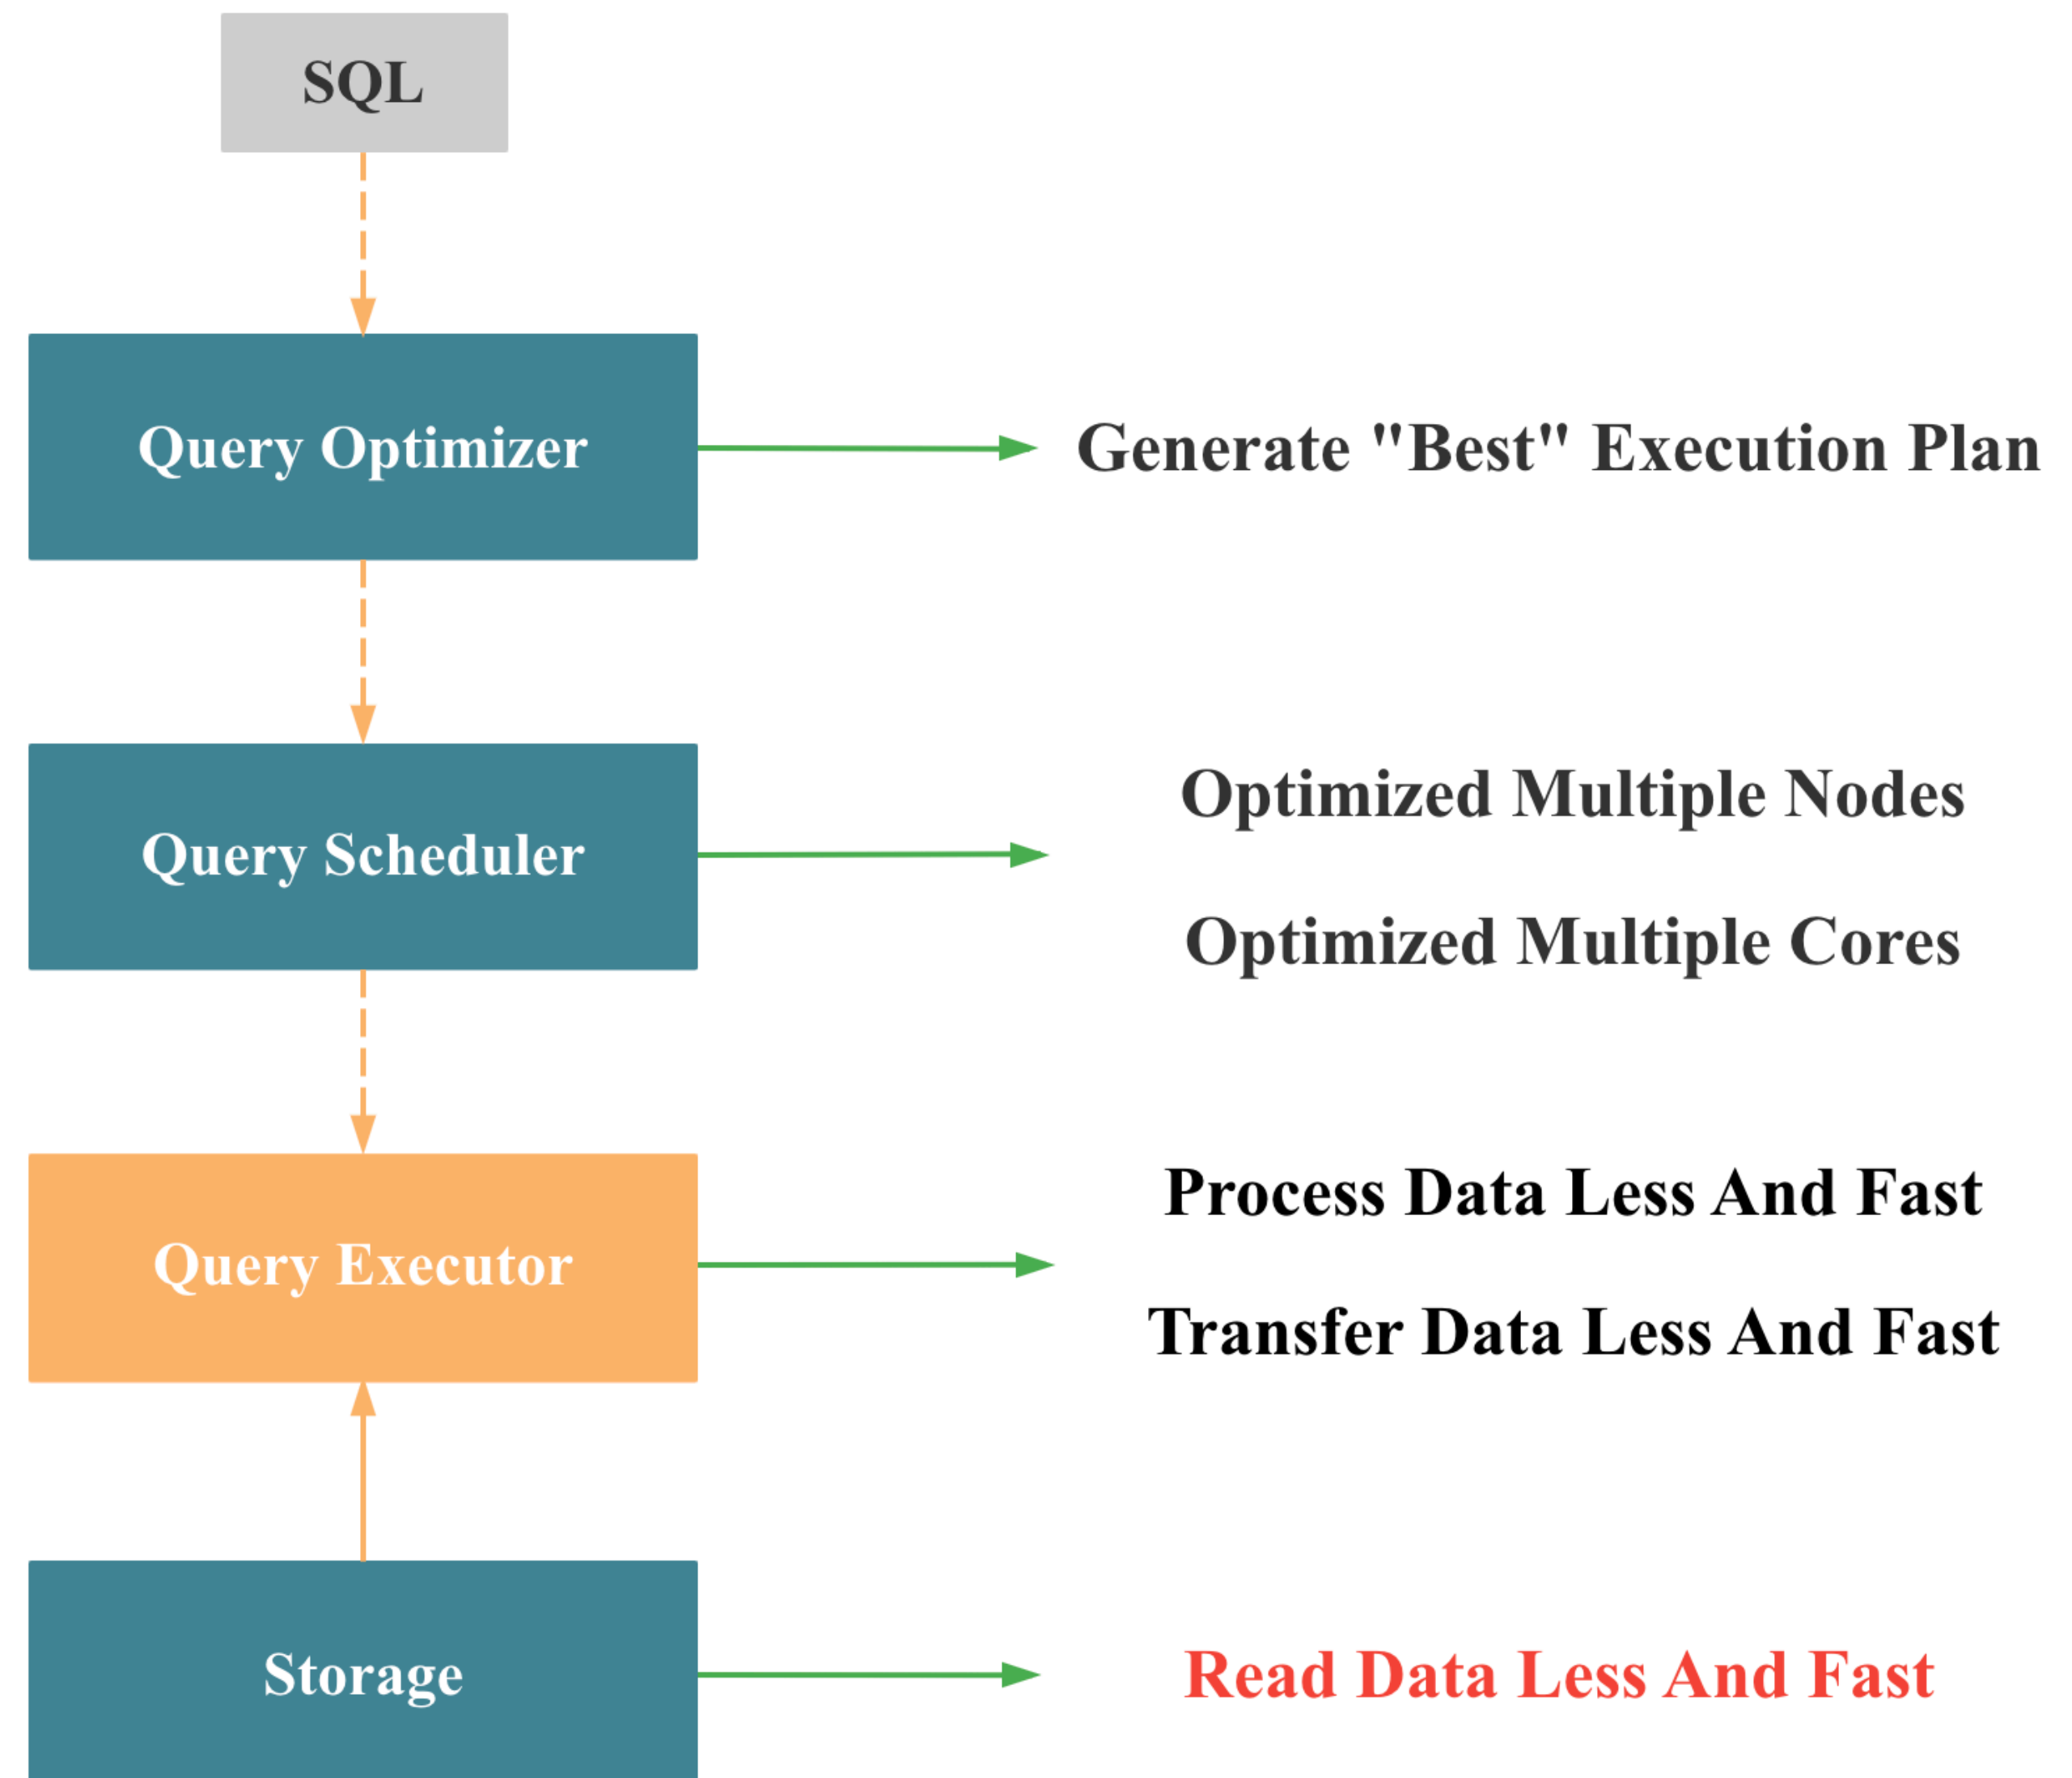 SQL
Query Optimizer
Generate "Best" Execution Plan
Query Scheduler
Optimized Multiple Nodes
Optimized Multiple Cores
Query Executor
Process Data Less And Fast
Transfer Data Less And Fast
Storage
Read Data Less And Fast